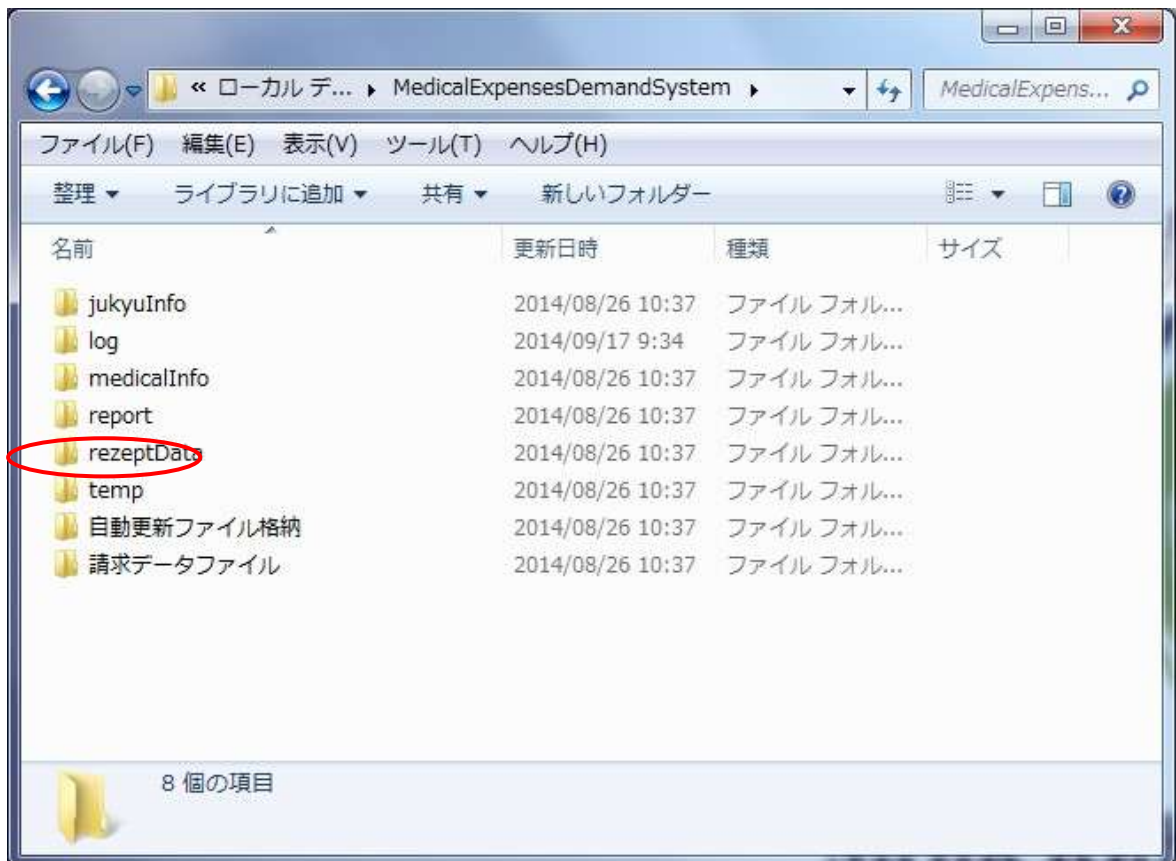 « ローカル デ... ▸ MedicalExpensesDemandSystem ▸ MedicalExpens...
ファイル(F) 編集(E) 表示(V) ツール(T) ヘルプ(H)
整理 ▼ ライブラリに追加 ▼ 共有 ▼ 新しいフォルダー
名前 更新日時 種類 サイズ
jukyuInfo 2014/08/26 10:37 ファイル フォル...
log 2014/09/17 9:34 ファイル フォル...
medicalInfo 2014/08/26 10:37 ファイル フォル...
report 2014/08/26 10:37 ファイル フォル...
rezeptData 2014/08/26 10:37 ファイル フォル...
temp 2014/08/26 10:37 ファイル フォル...
自動更新ファイル格納 2014/08/26 10:37 ファイル フォル...
請求データファイル 2014/08/26 10:37 ファイル フォル...
8 個の項目